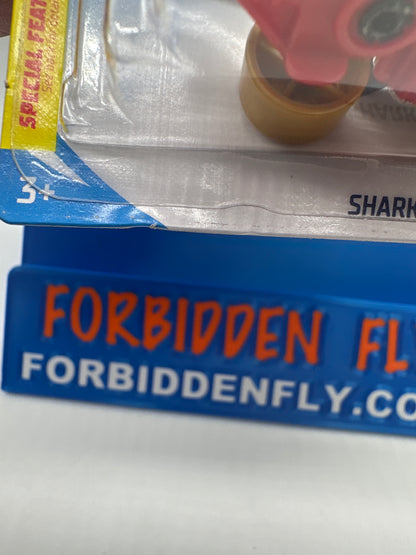 SPECIAL FEAT
3+
SHARK
FORBIDDEN FL
FORBIDDENFLY.CO